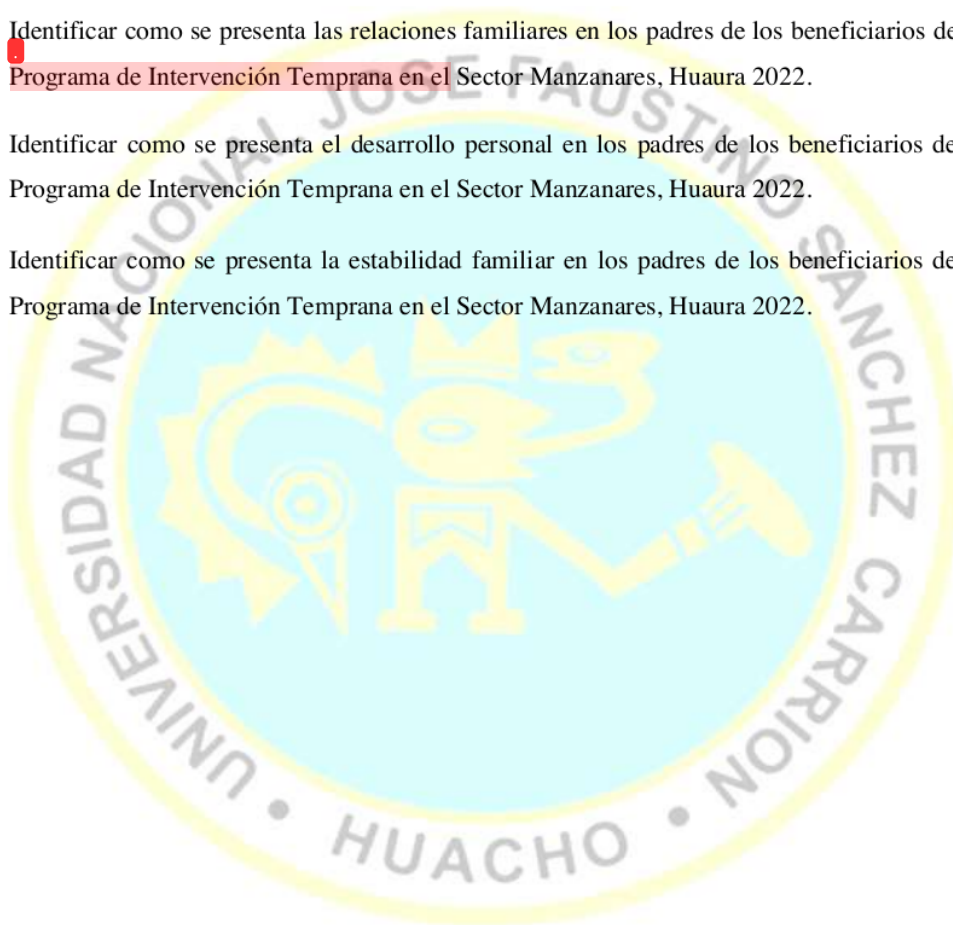 Identificar como se presenta las relaciones familiares en los padres de los beneficiarios de
Programa de Intervención Temprana en el Sector Manzanares, Huaura 2022.
Identificar como se presenta el desarrollo personal en los padres de los beneficiarios de
Programa de Intervención Temprana en el Sector Manzanares, Huaura 2022.
Identificar como se presenta la estabilidad familiar en los padres de los beneficiarios de
Programa de Intervención Temprana en el Sector Manzanares, Huaura 2022.
UNIVERSIDAD NACIONAL JOSE FAUSTINO SANCHEZ CARRION
• HUACHO •